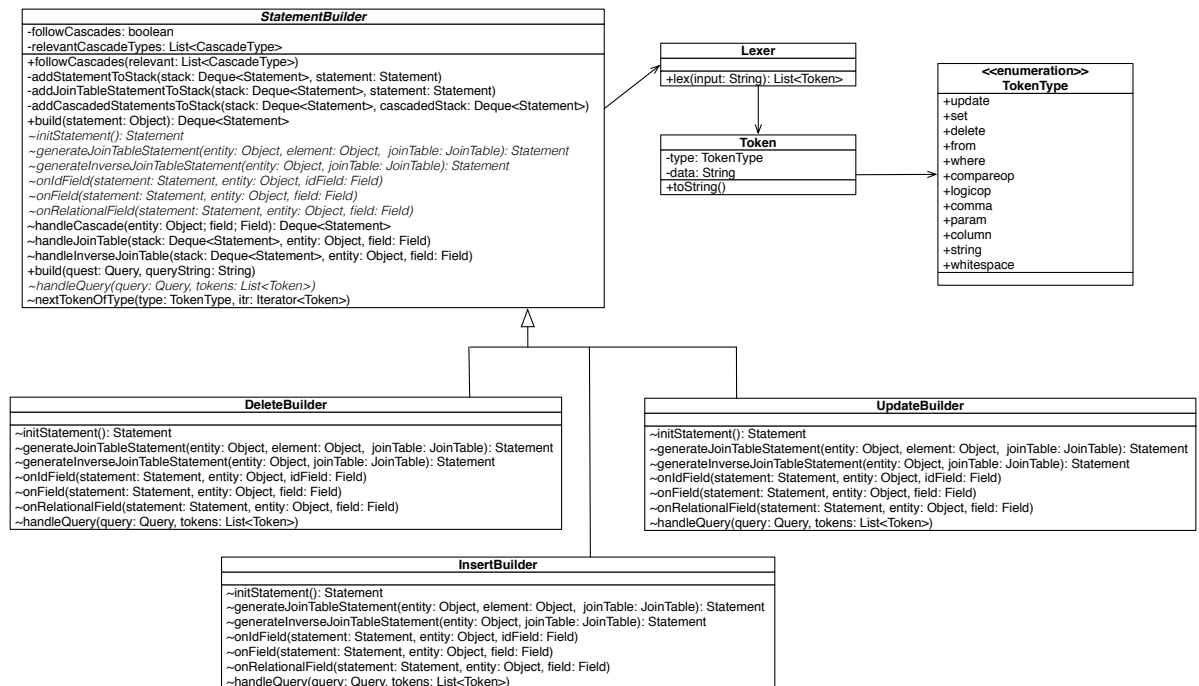 StatementBuilder
-followCascades: boolean
-relevantCascadeTypes: List<CascadeType>
+followCascades(relevant: List<CascadeType>)
-addStatementToStack(stack: Deque<Statement>, statement: Statement)
-addJoinTableStatementToStack(stack: Deque<Statement>, statement: Statement)
-addCascadedStatementsToStack(stack: Deque<Statement>, cascadedStack: Deque<Statement>)
+build(statement: Object): Deque<Statement>
~initStatement(): Statement
~generateJoinTableStatement(entity: Object, element: Object, joinTable: JoinTable): Statement
~generateInverseJoinTableStatement(entity: Object, joinTable: JoinTable): Statement
~onIdField(statement: Statement, entity: Object, idField: Field)
~onField(statement: Statement, entity: Object, field: Field)
~onRelationalField(statement: Statement, entity: Object, field: Field)
~handleCascade(entity: Object; field; Field): Deque<Statement>
~handleJoinTable(stack: Deque<Statement>, entity: Object, field: Field)
~handleInverseJoinTable(stack: Deque<Statement>, entity: Object, field: Field)
+build(quest: Query, queryString: String)
~handleQuery(query: Query, tokens: List<Token>)
~nextTokenOfType(type: TokenType, itr: Iterator<Token>)
Lexer
+lex(input: String): List<Token>
Token
-type: TokenType
-data: String
+toString()
<<enumeration>>
TokenType
+update
+set
+delete
+from
+where
+compareop
+logicop
+comma
+param
+column
+string
+whitespace
DeleteBuilder
~initStatement(): Statement
~generateJoinTableStatement(entity: Object, element: Object, joinTable: JoinTable): Statement
~generateInverseJoinTableStatement(entity: Object, joinTable: JoinTable): Statement
~onIdField(statement: Statement, entity: Object, idField: Field)
~onField(statement: Statement, entity: Object, field: Field)
~onRelationalField(statement: Statement, entity: Object, field: Field)
~handleQuery(query: Query, tokens: List<Token>)
UpdateBuilder
~initStatement(): Statement
~generateJoinTableStatement(entity: Object, element: Object, joinTable: JoinTable): Statement
~generateInverseJoinTableStatement(entity: Object, joinTable: JoinTable): Statement
~onIdField(statement: Statement, entity: Object, idField: Field)
~onField(statement: Statement, entity: Object, field: Field)
~onRelationalField(statement: Statement, entity: Object, field: Field)
~handleQuery(query: Query, tokens: List<Token>)
InsertBuilder
~initStatement(): Statement
~generateJoinTableStatement(entity: Object, element: Object, joinTable: JoinTable): Statement
~generateInverseJoinTableStatement(entity: Object, joinTable: JoinTable): Statement
~onIdField(statement: Statement, entity: Object, idField: Field)
~onField(statement: Statement, entity: Object, field: Field)
~onRelationalField(statement: Statement, entity: Object, field: Field)
~handleQuery(query: Query, tokens: List<Token>)